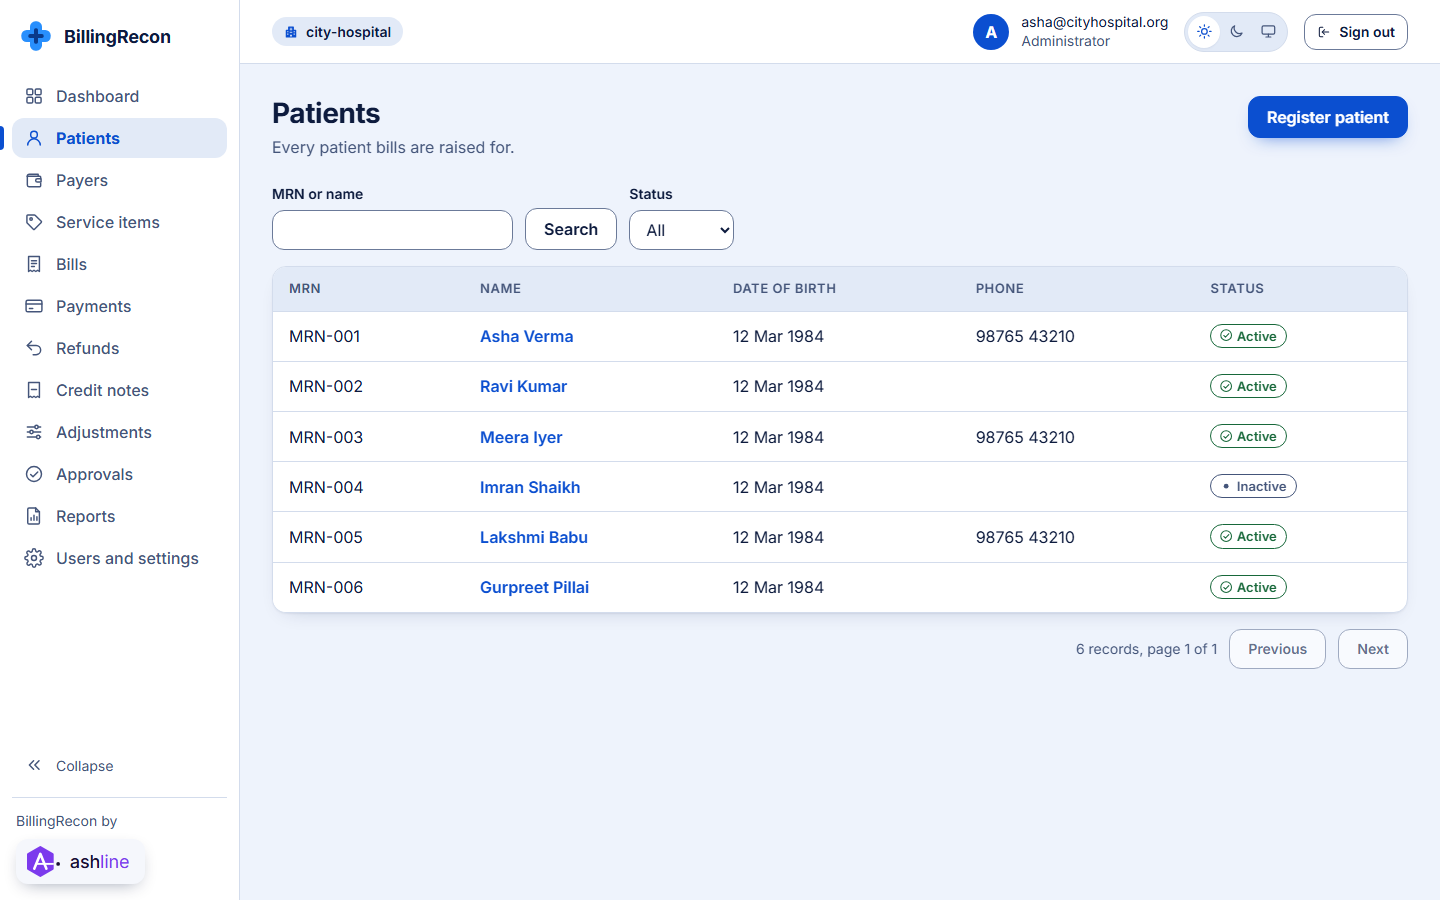 BillingRecon
city-hospital
A
asha@cityhospital.org
Administrator
Sign out
Dashboard
Patients
Payers
Service items
Bills
Payments
Refunds
Credit notes
Adjustments
Approvals
Reports
Users and settings
Collapse
BillingRecon by
ashline
Patients
Every patient bills are raised for.
Register patient
MRN or name
Search
Status
All
MRN NAME DATE OF BIRTH PHONE STATUS
MRN-001 Asha Verma 12 Mar 1984 98765 43210 Active
MRN-002 Ravi Kumar 12 Mar 1984 Active
MRN-003 Meera Iyer 12 Mar 1984 98765 43210 Active
MRN-004 Imran Shaikh 12 Mar 1984 Inactive
MRN-005 Lakshmi Babu 12 Mar 1984 98765 43210 Active
MRN-006 Gurpreet Pillai 12 Mar 1984 Active
6 records, page 1 of 1 Previous Next